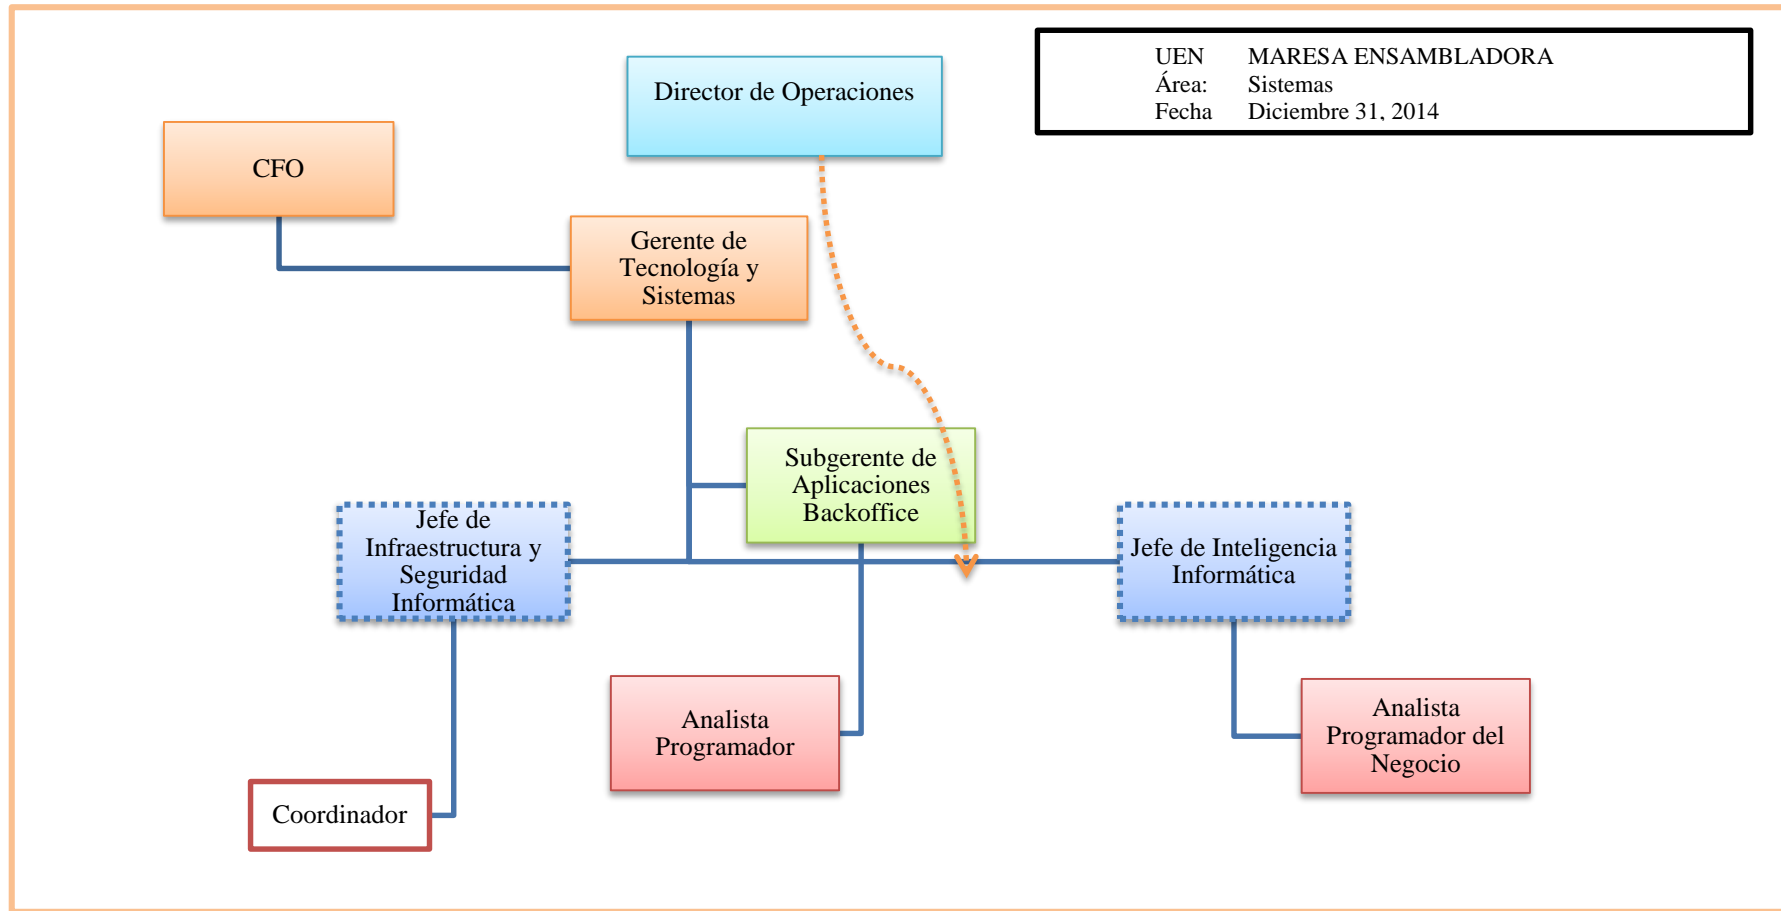 UEN MARESA ENSAMBLADORA
Área: Sistemas
Fecha Diciembre 31, 2014
Director de Operaciones
CFO
Gerente de
Tecnología y
Sistemas
Subgerente de
Aplicaciones
Backoffice
Jefe de
Infraestructura y
Seguridad
Informática
Jefe de Inteligencia
Informática
Analista
Programador
Analista
Programador del
Negocio
Coordinador